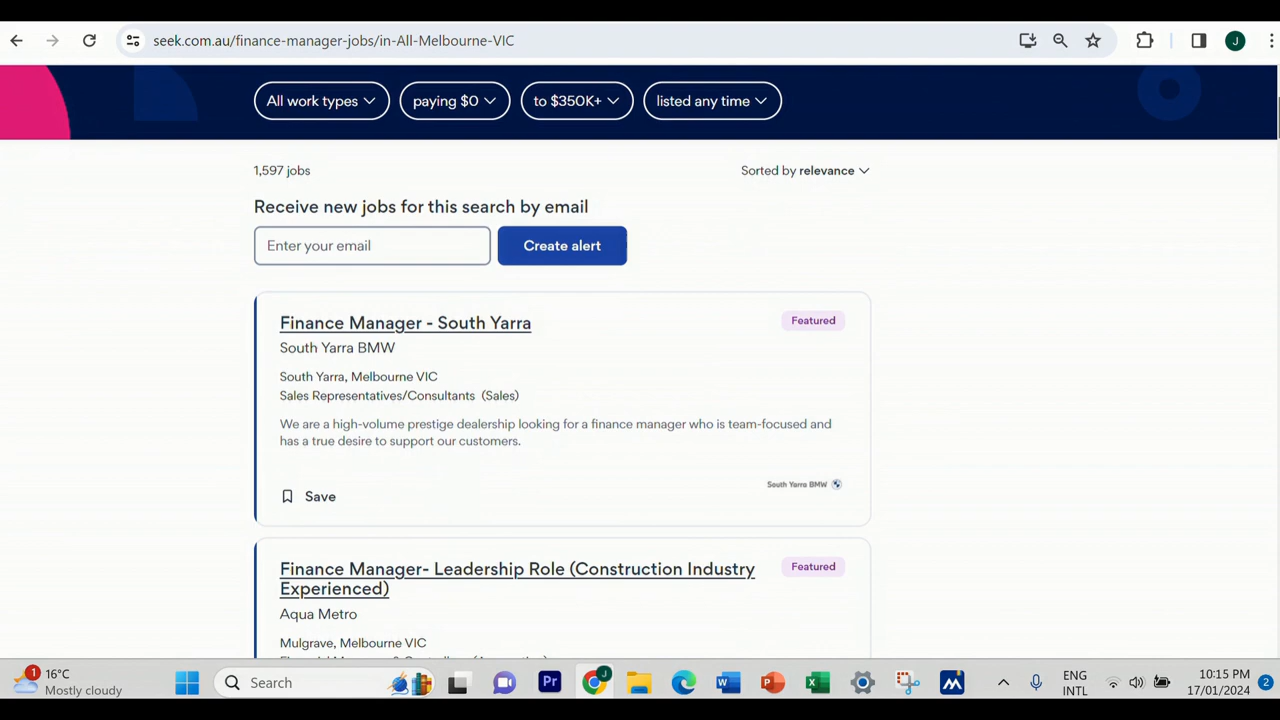 seek.com.au/finance-manager-jobs/in-All-Melbourne-VIC
J
All work types
paying $0
to $350K+
listed any time
1,597 jobs
Sorted by relevance
Receive new jobs for this search by email
Enter your email
Create alert
Finance Manager - South Yarra
Featured
South Yarra BMW
South Yarra, Melbourne VIC
Sales Representatives/Consultants (Sales)
We are a high-volume prestige dealership looking for a finance manager who is team-focused and
has a true desire to support our customers.
South Yarra BMW
Save
Finance Manager- Leadership Role (Construction Industry
Experienced)
Featured
Aqua Metro
Mulgrave, Melbourne VIC
1
16°C
Mostly cloudy
Search
Pr
J
ENG
INTL
10:15 PM
17/01/2024
2